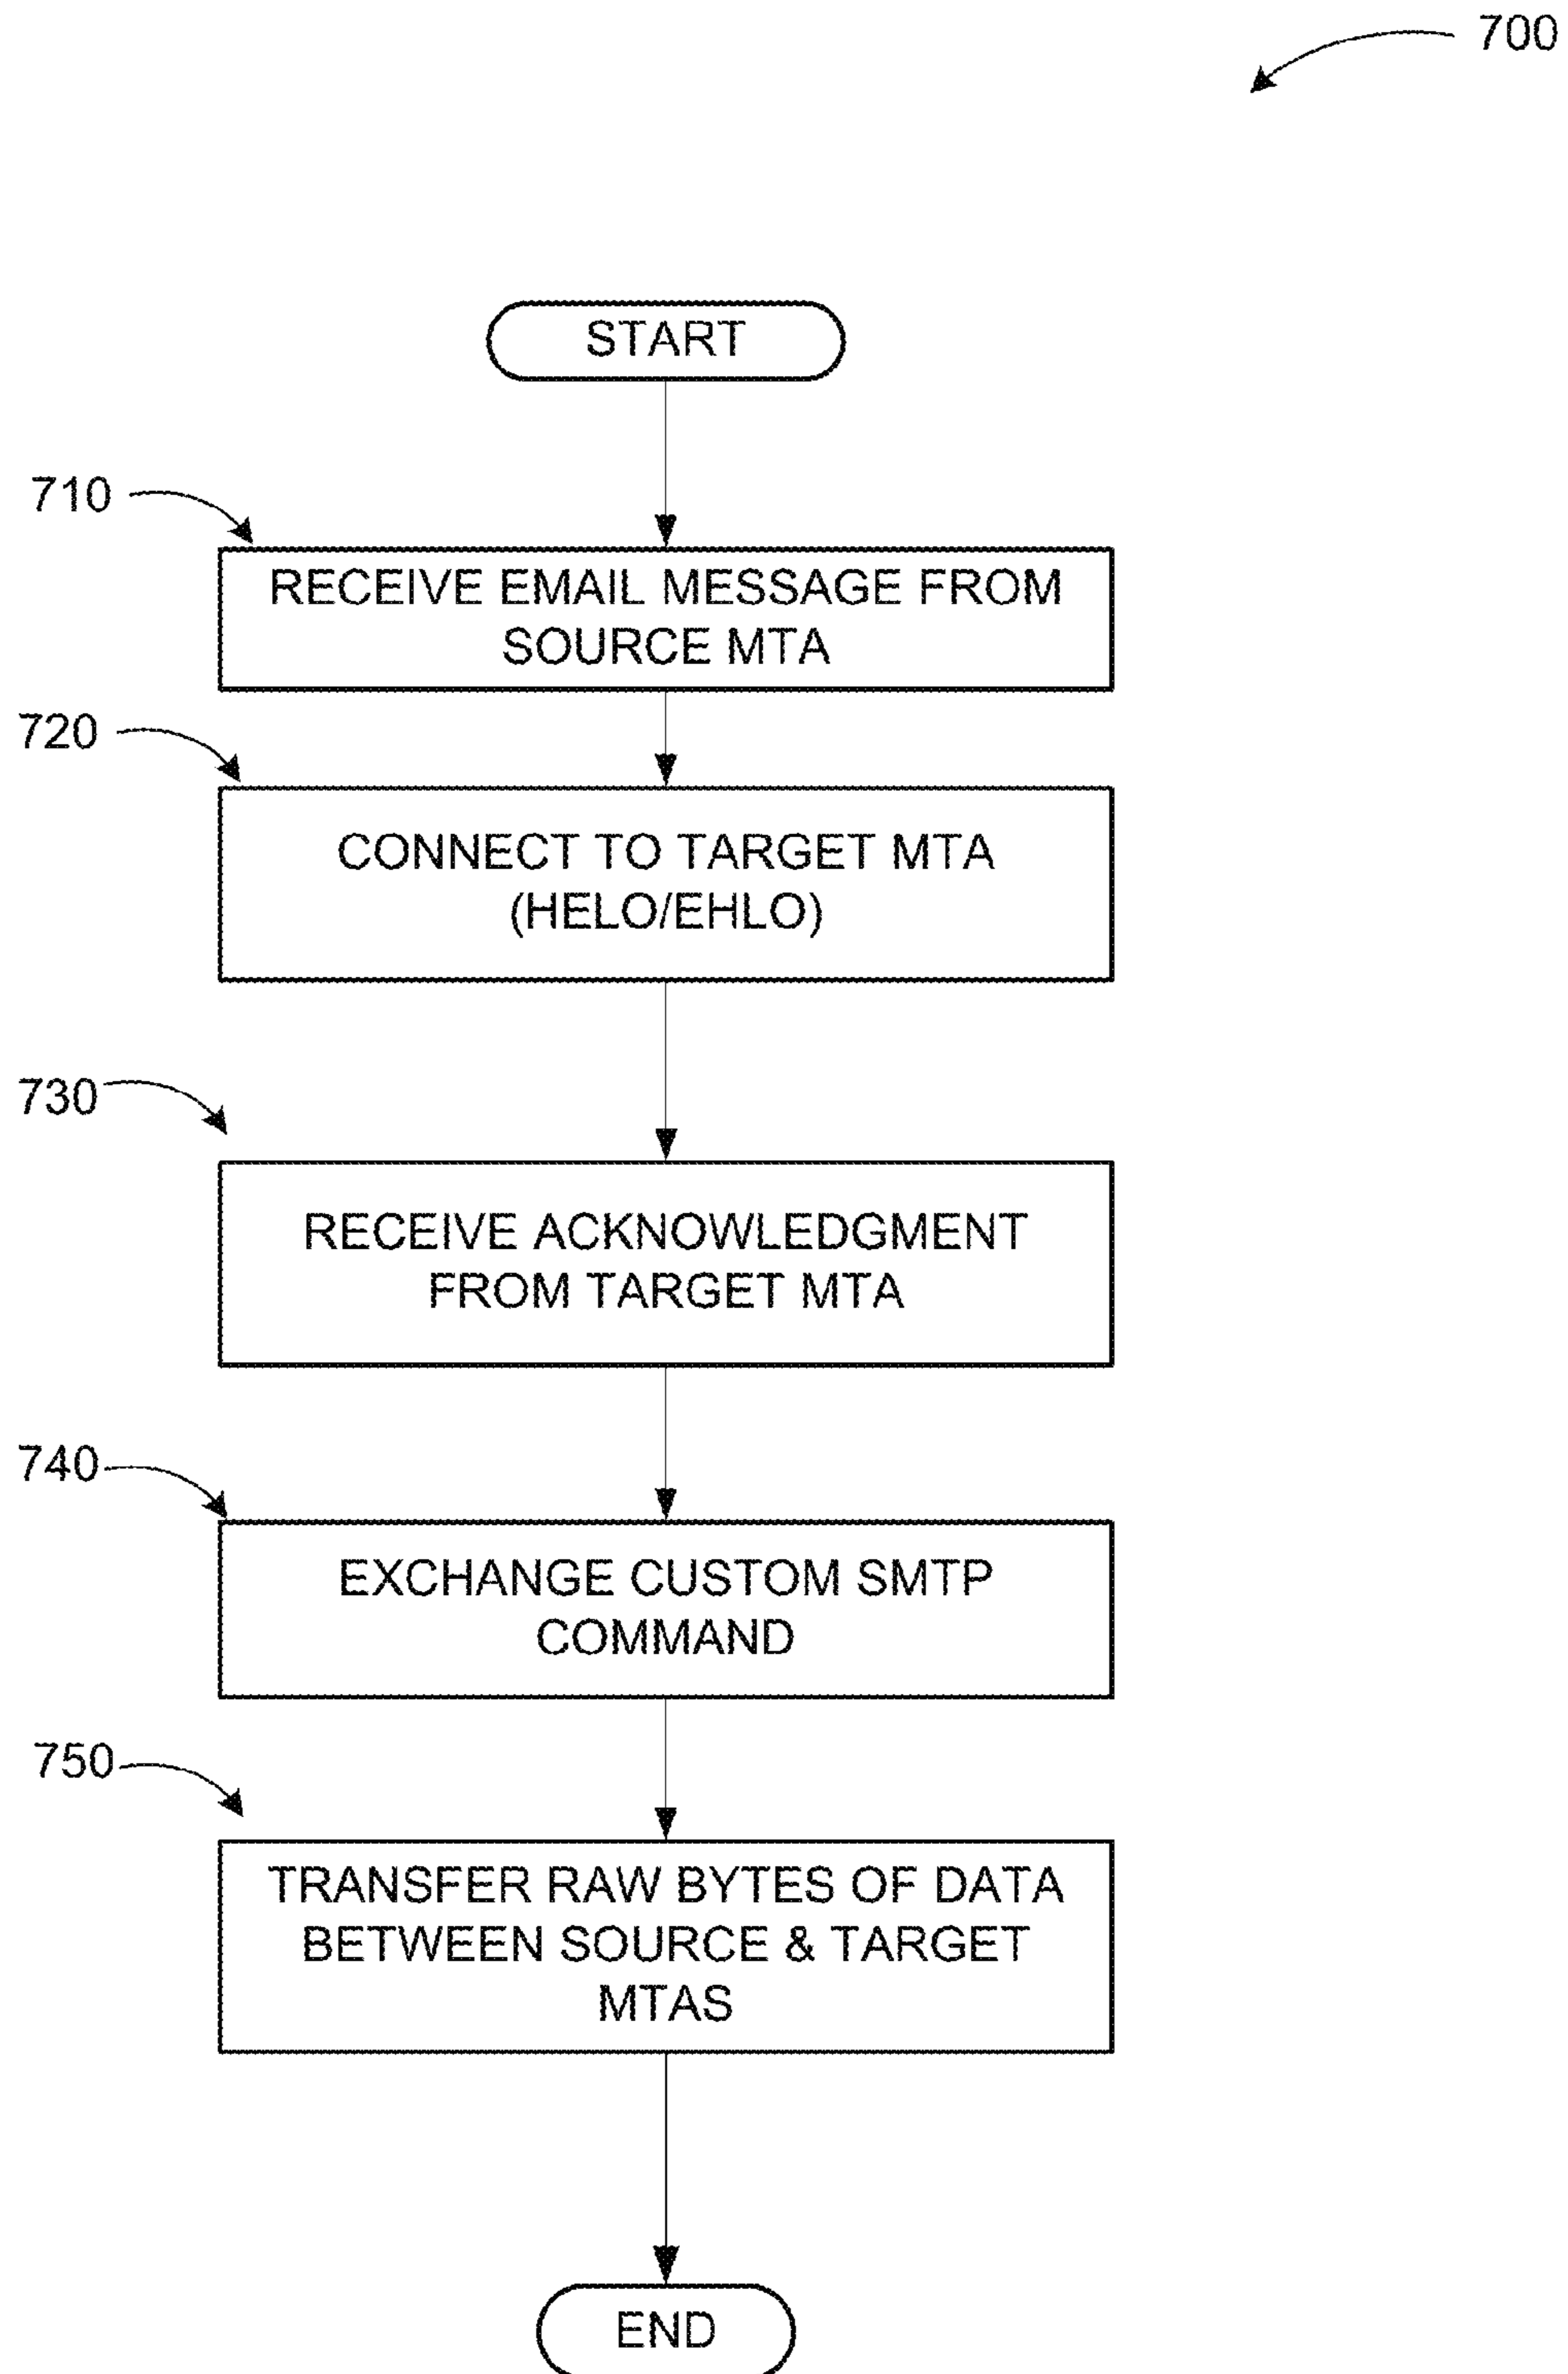 700
START
710
RECEIVE EMAIL MESSAGE FROM
SOURCE MTA
720
CONNECT TO TARGET MTA
(HELO/EHLO)
730
RECEIVE ACKNOWLEDGMENT
FROM TARGET MTA
740
EXCHANGE CUSTOM SMTP
COMMAND
750
TRANSFER RAW BYTES OF DATA
BETWEEN SOURCE & TARGET
MTAS
END